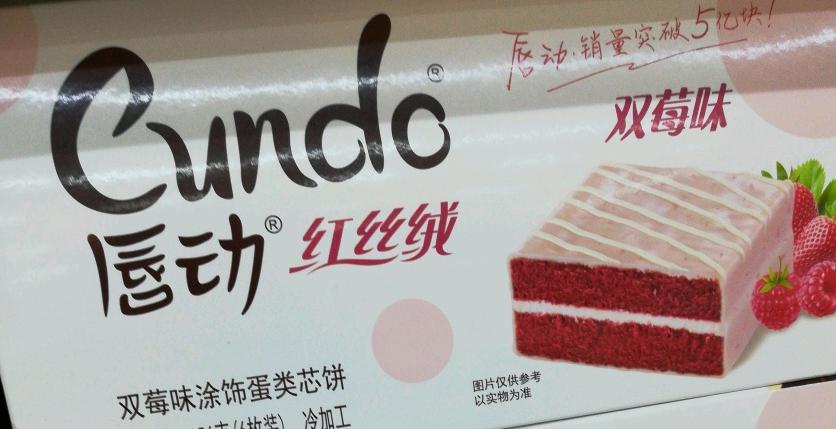 Cundo®
唇动·销量突破5亿块!
双莓味
唇动® 红丝绒
双莓味涂饰蛋类芯饼
图片仅供参考
以实物为准
冷加工